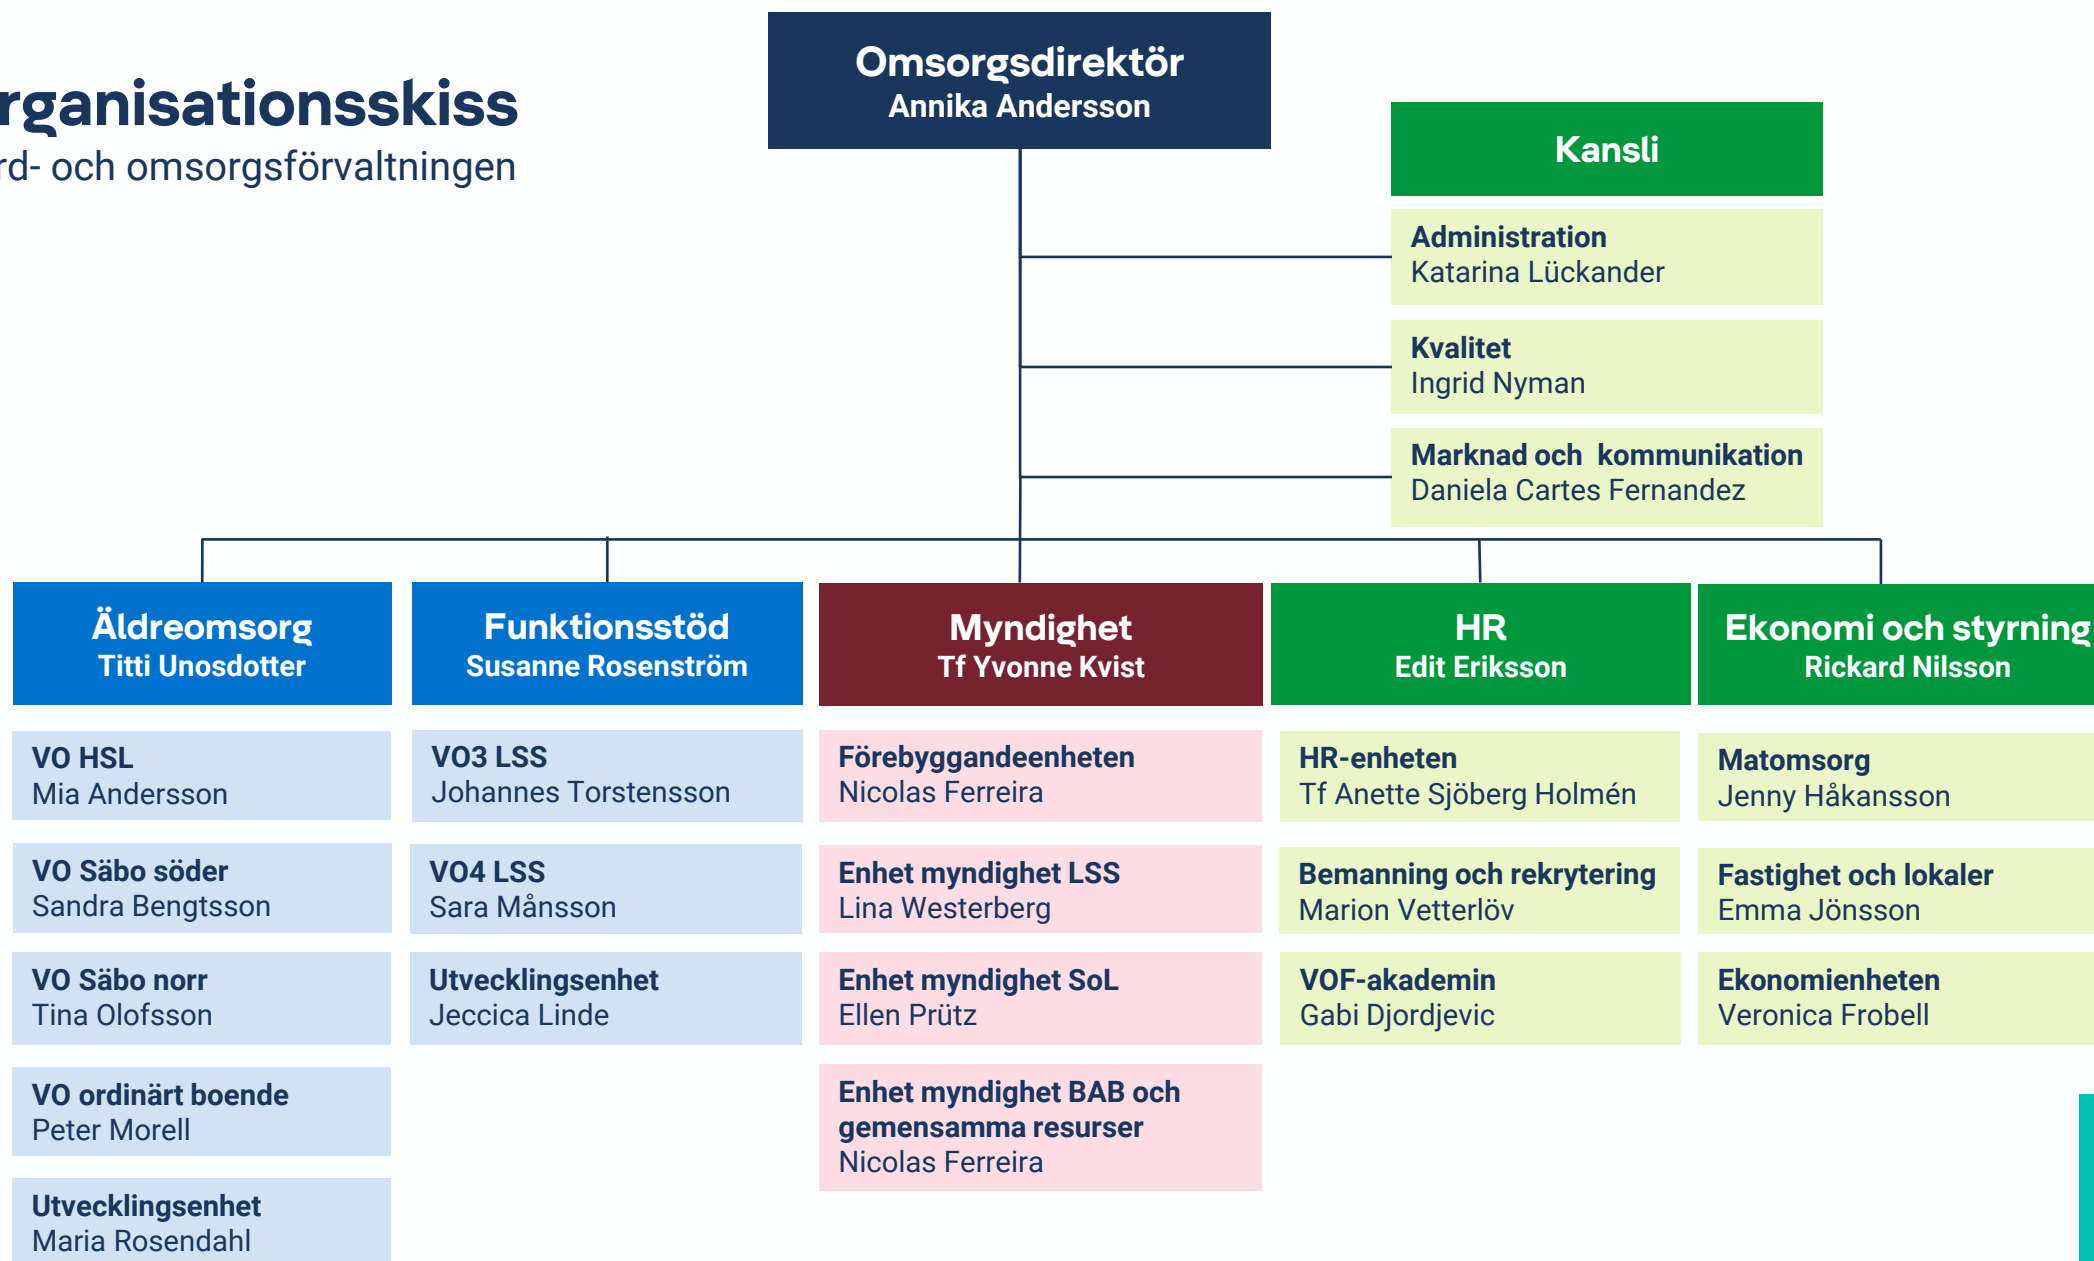 rganisationsskiss
rd- och omsorgsförvaltningen
Omsorgsdirektör
Annika Andersson
Kansli
Administration
Katarina Lückander
Kvalitet
Ingrid Nyman
Marknad och  kommunikation
Daniela Cartes Fernandez
Äldreomsorg
Titti Unosdotter
VO HSL
Mia Andersson
VO Säbo söder
Sandra Bengtsson
VO Säbo norr
Tina Olofsson
VO ordinärt boende
Peter Morell
Utvecklingsenhet
Maria Rosendahl
Funktionsstöd
Susanne Rosenström
VO3 LSS
Johannes Torstensson
VO4 LSS
Sara Månsson
Utvecklingsenhet
Jeccica Linde
Myndighet
Tf Yvonne Kvist
Förebyggandeenheten
Nicolas Ferreira
Enhet myndighet LSS
Lina Westerberg
Enhet myndighet SoL
Ellen Prütz
Enhet myndighet BAB och
gemensamma resurser
Nicolas Ferreira
HR
Edit Eriksson
HR-enheten
Tf Anette Sjöberg Holmén
Bemanning och rekrytering
Marion Vetterlöv
VOF-akademin
Gabi Djordjevic
Ekonomi och styrning
Rickard Nilsson
Matomsorg
Jenny Håkansson
Fastighet och lokaler
Emma Jönsson
Ekonomienheten
Veronica Frobell